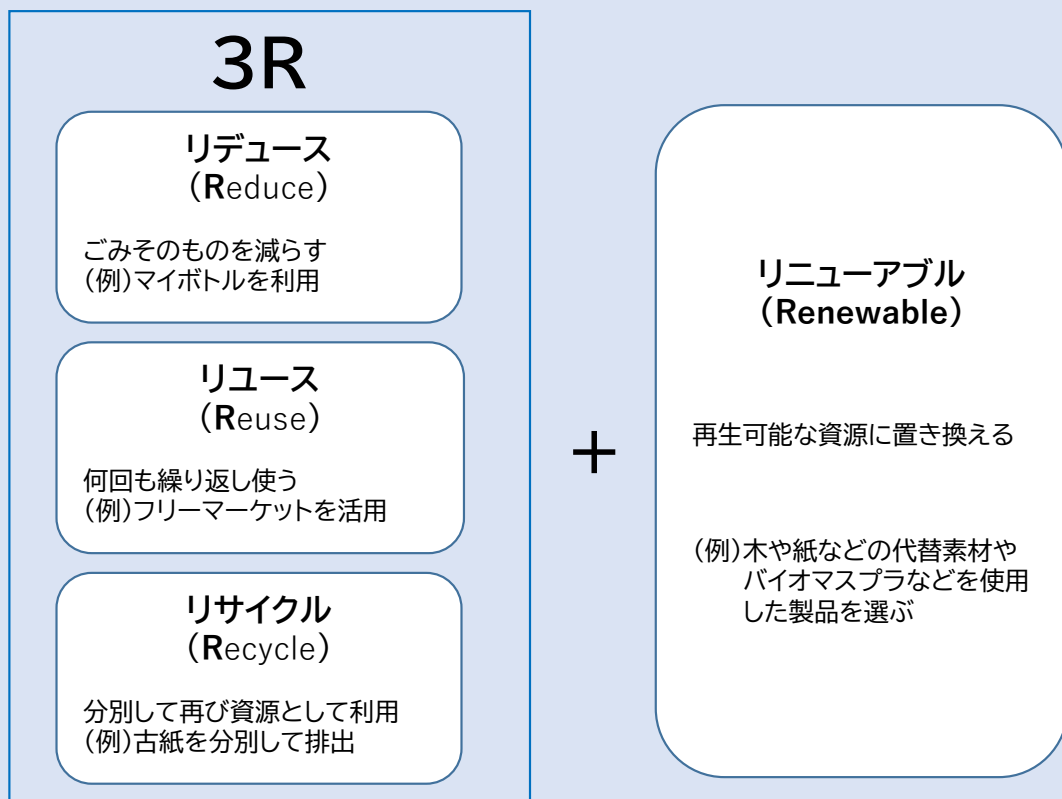 3R
リデュース
(Reduce)
ごみそのものを減らす
(例)マイボトルを利用
リユース
(Reuse)
何回も繰り返し使う
(例)フリーマーケットを活用
リサイクル
(Recycle)
分別して再び資源として利用
(例)古紙を分別して排出
+
リニューアブル
(Renewable)
再生可能な資源に置き換える
(例)木や紙などの代替素材や
バイオマスプラなどを使用
した製品を選ぶ